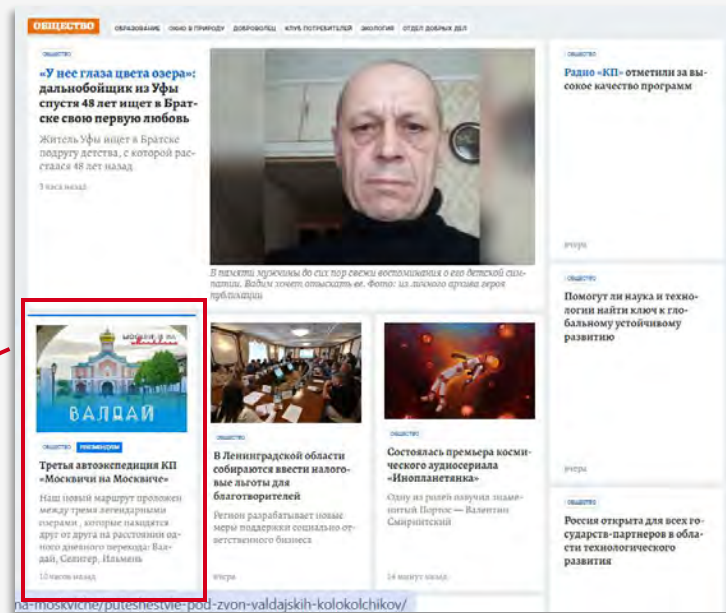 ОБЩЕСТВО
ОБРАЗОВАНИЕ ОКНО В ПРИРОДУ ДОБРОВОЛЕЦ КЛУБ ПОТРЕБИТЕЛЕЙ ЭКОЛОГИЯ ОТДЕЛ ДОБРЫХ ДЕЛ
ОБЩЕСТВО
«У нее глаза цвета озера»:
дальнобойщик из Уфы
спустя 48 лет ищет в Брат-
ске свою первую любовь
Житель Уфы ищет в Братске
подругу детства, с которой рас-
стался 48 лет назад
3 часа назад
В памяти мужчины до сих пор свежи воспоминания о его детской сим-
патии. Вадим хочет отыскать ее. Фото: из личного архива героя
публикации
ОБЩЕСТВО
Радио «КП» отметили за вы-
сокое качество программ
вчера
ОБЩЕСТВО
Помогут ли наука и техно-
логии найти ключ к гло-
бальному устойчивому
развитию
вчера
ОБЩЕСТВО
Россия открыта для всех го-
сударств-партнеров в обла-
сти технологического
развития
ВАЛДАЙ
ОБЩЕСТВО РЕКОМЕНДУЕМ
Третья автоэкспедиция КП
«Москвичи на Москвиче»
Наш новый маршрут проложен
между тремя легендарными
озерами , которые находятся
друг от друга на расстоянии од-
ного дневного перехода: Вал-
дай, Селигер, Ильмень
10 часов назад
ОБЩЕСТВО
В Ленинградской области
собираются ввести налого-
вые льготы для
благотворителей
Регион разрабатывает новые
меры поддержки социально от-
ветственного бизнеса
вчера
ОБЩЕСТВО
Состоялась премьера косми-
ческого аудиосериала
«Инопланетянка»
Одну из ролей озвучил знаме-
нитый Портос — Валентин
Смирнитский
14 минут назад
na-moskviche/puteshestvie-pod-zvon-valdajskih-kolokolchikov/